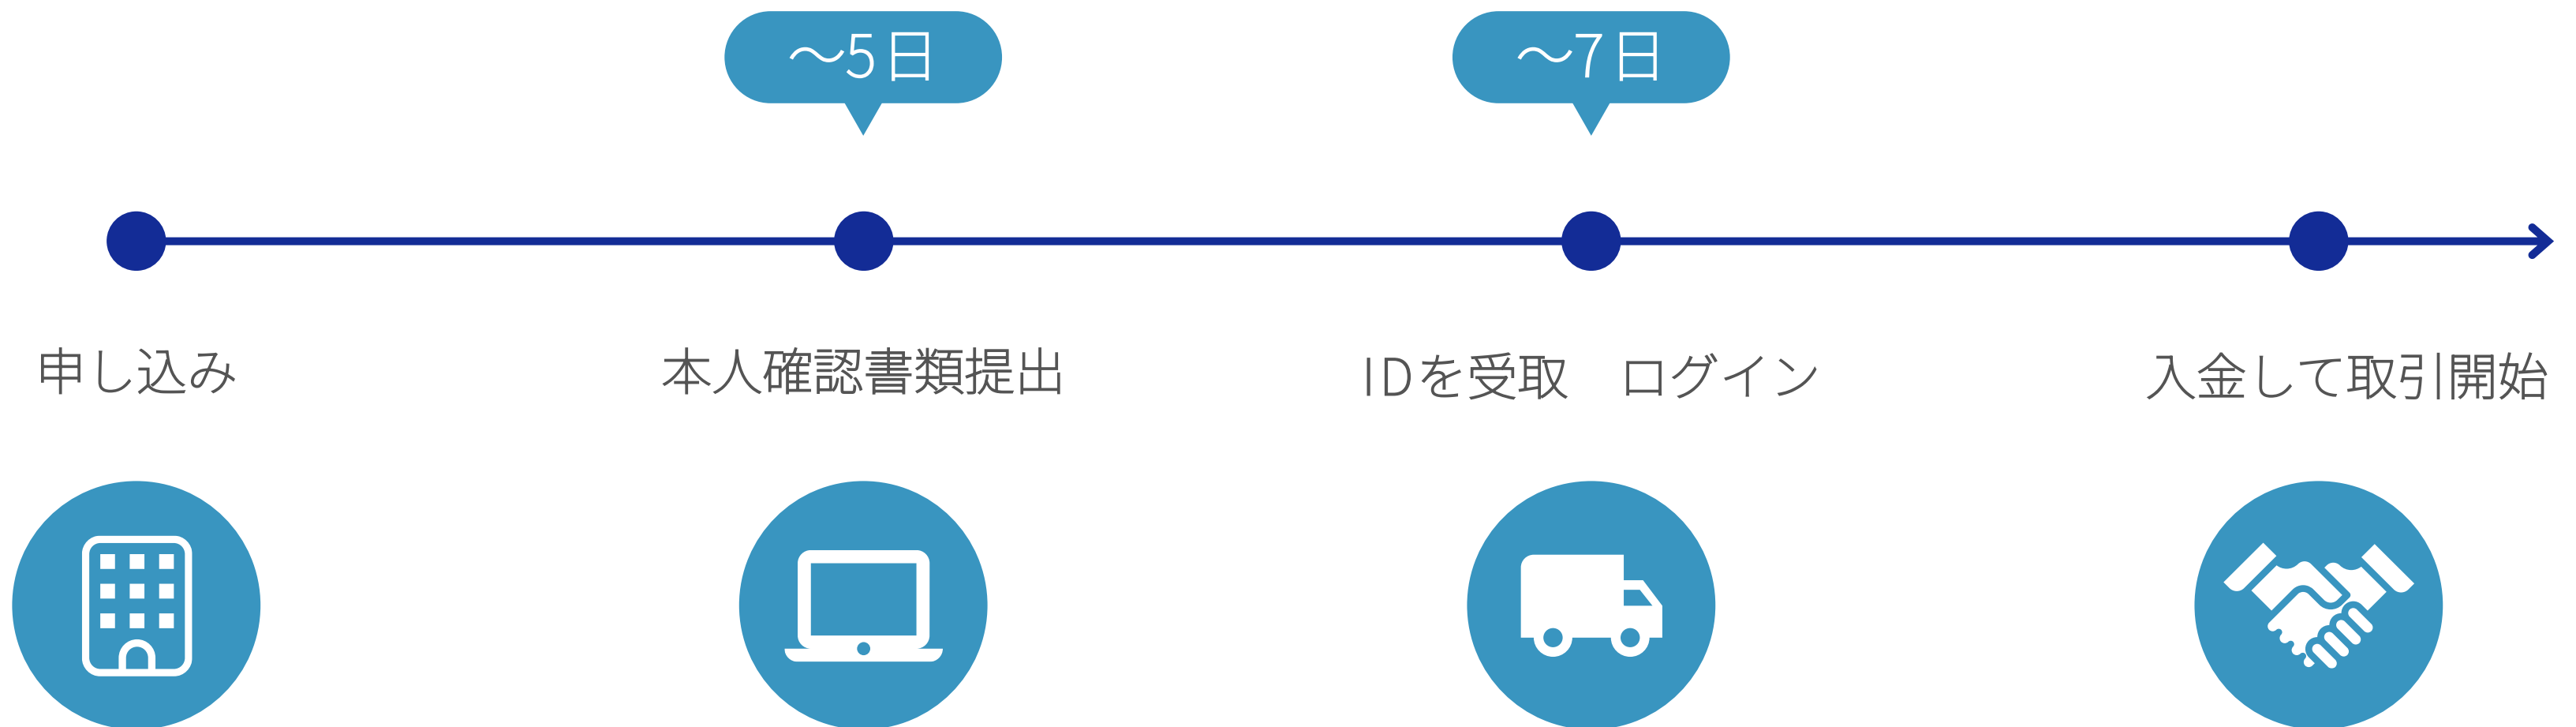 ～5日
～7日
申し込み
本人確認書類提出
IDを受取　ログイン
入金して取引開始